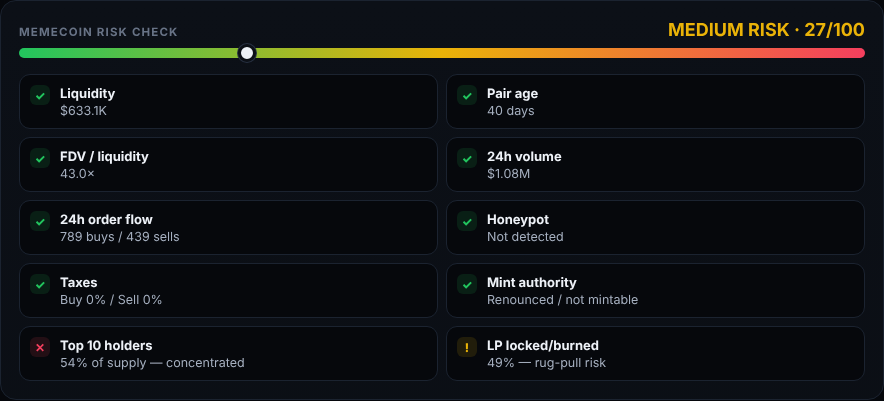 MEMECOIN RISK CHECK
MEDIUM RISK · 27/100
Liquidity
$633.1K
Pair age
40 days
FDV / liquidity
43.0×
24h volume
$1.08M
24h order flow
789 buys / 439 sells
Honeypot
Not detected
Taxes
Buy 0% / Sell 0%
Mint authority
Renounced / not mintable
Top 10 holders
54% of supply — concentrated
LP locked/burned
49% — rug-pull risk